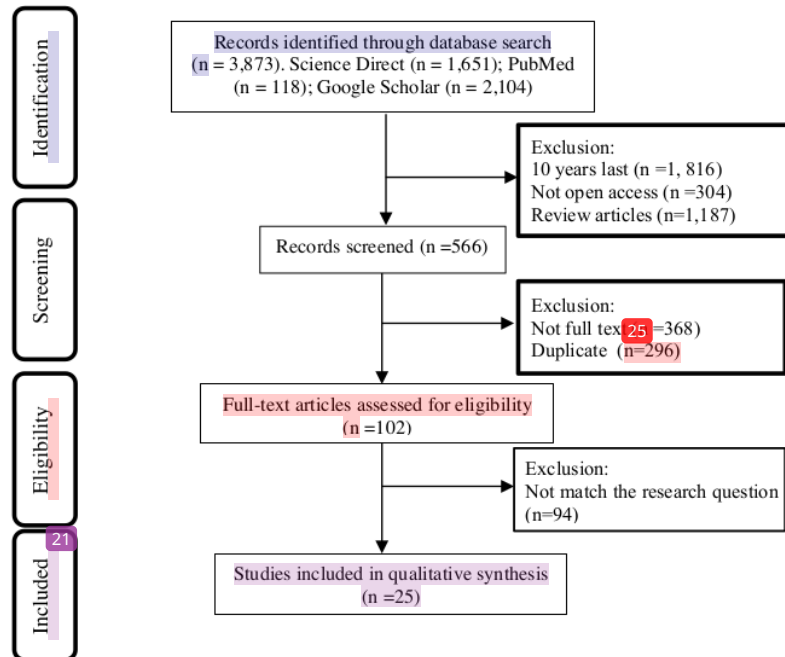 Identification
Records identified through database search
(n = 3,873). Science Direct (n = 1,651); PubMed
(n = 118); Google Scholar (n = 2,104)
Exclusion:
10 years last (n =1, 816)
Not open access (n =304)
Review articles (n=1,187)
Screening
Records screened (n =566)
Exclusion:
Not full =368)
25
Duplicate (n=296)
Eligibility
Full-text articles assessed for eligibility
(n =102)
Exclusion:
Not match the research question
(n=94)
21
Included
Studies included in qualitative synthesis
(n =25)